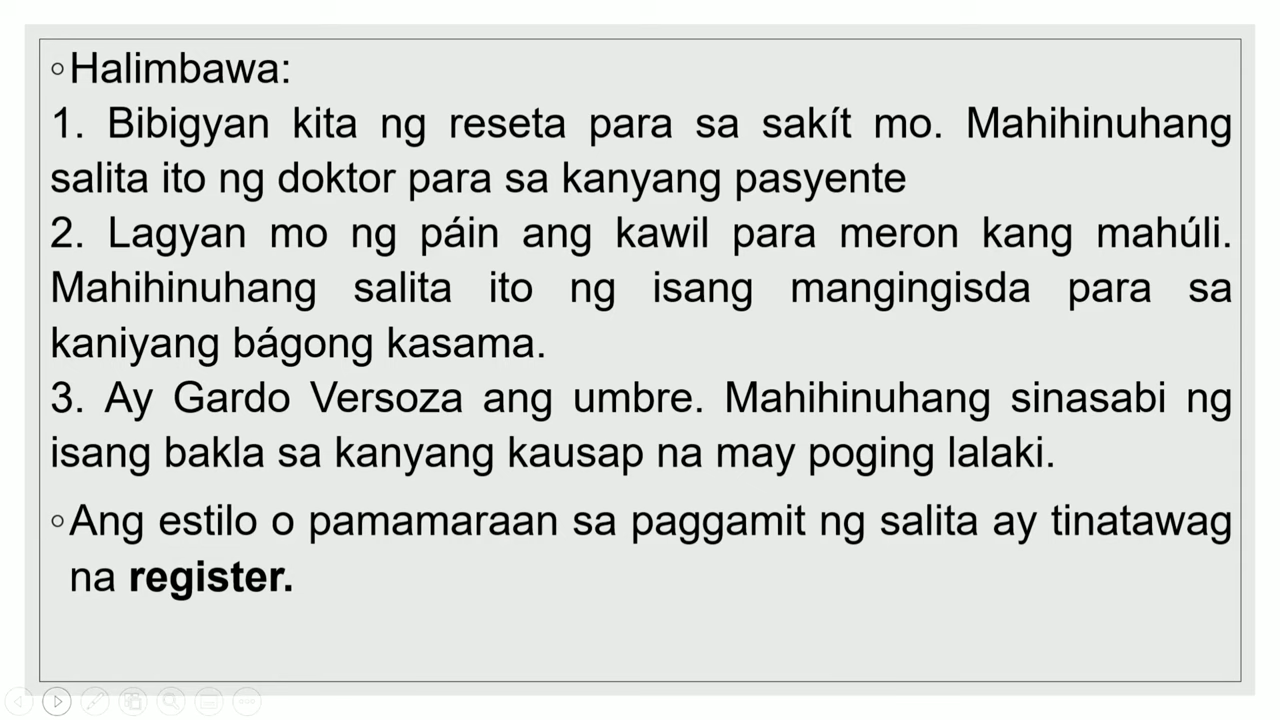 ◦Halimbawa:
1. Bibigyan kita ng reseta para sa sakít mo. Mahihinuhang
salita ito ng doktor para sa kanyang pasyente
2. Lagyan mo ng páin ang kawil para meron kang mahúli.
Mahihinuhang salita ito ng isang mangingisda para sa
kaniyang bágong kasama.
3. Ay Gardo Versoza ang umbre. Mahihinuhang sinasabi ng
isang bakla sa kanyang kausap na may poging lalaki.
◦Ang estilo o pamamaraan sa paggamit ng salita ay tinatawag
na register.